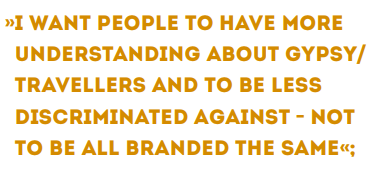 »I WANT PEOPLE TO HAVE MORE
UNDERSTANDING ABOUT GYPSY/
TRAVELLERS AND TO BE LESS
DISCRIMINATED AGAINST - NOT
TO BE ALL BRANDED THE SAME«;